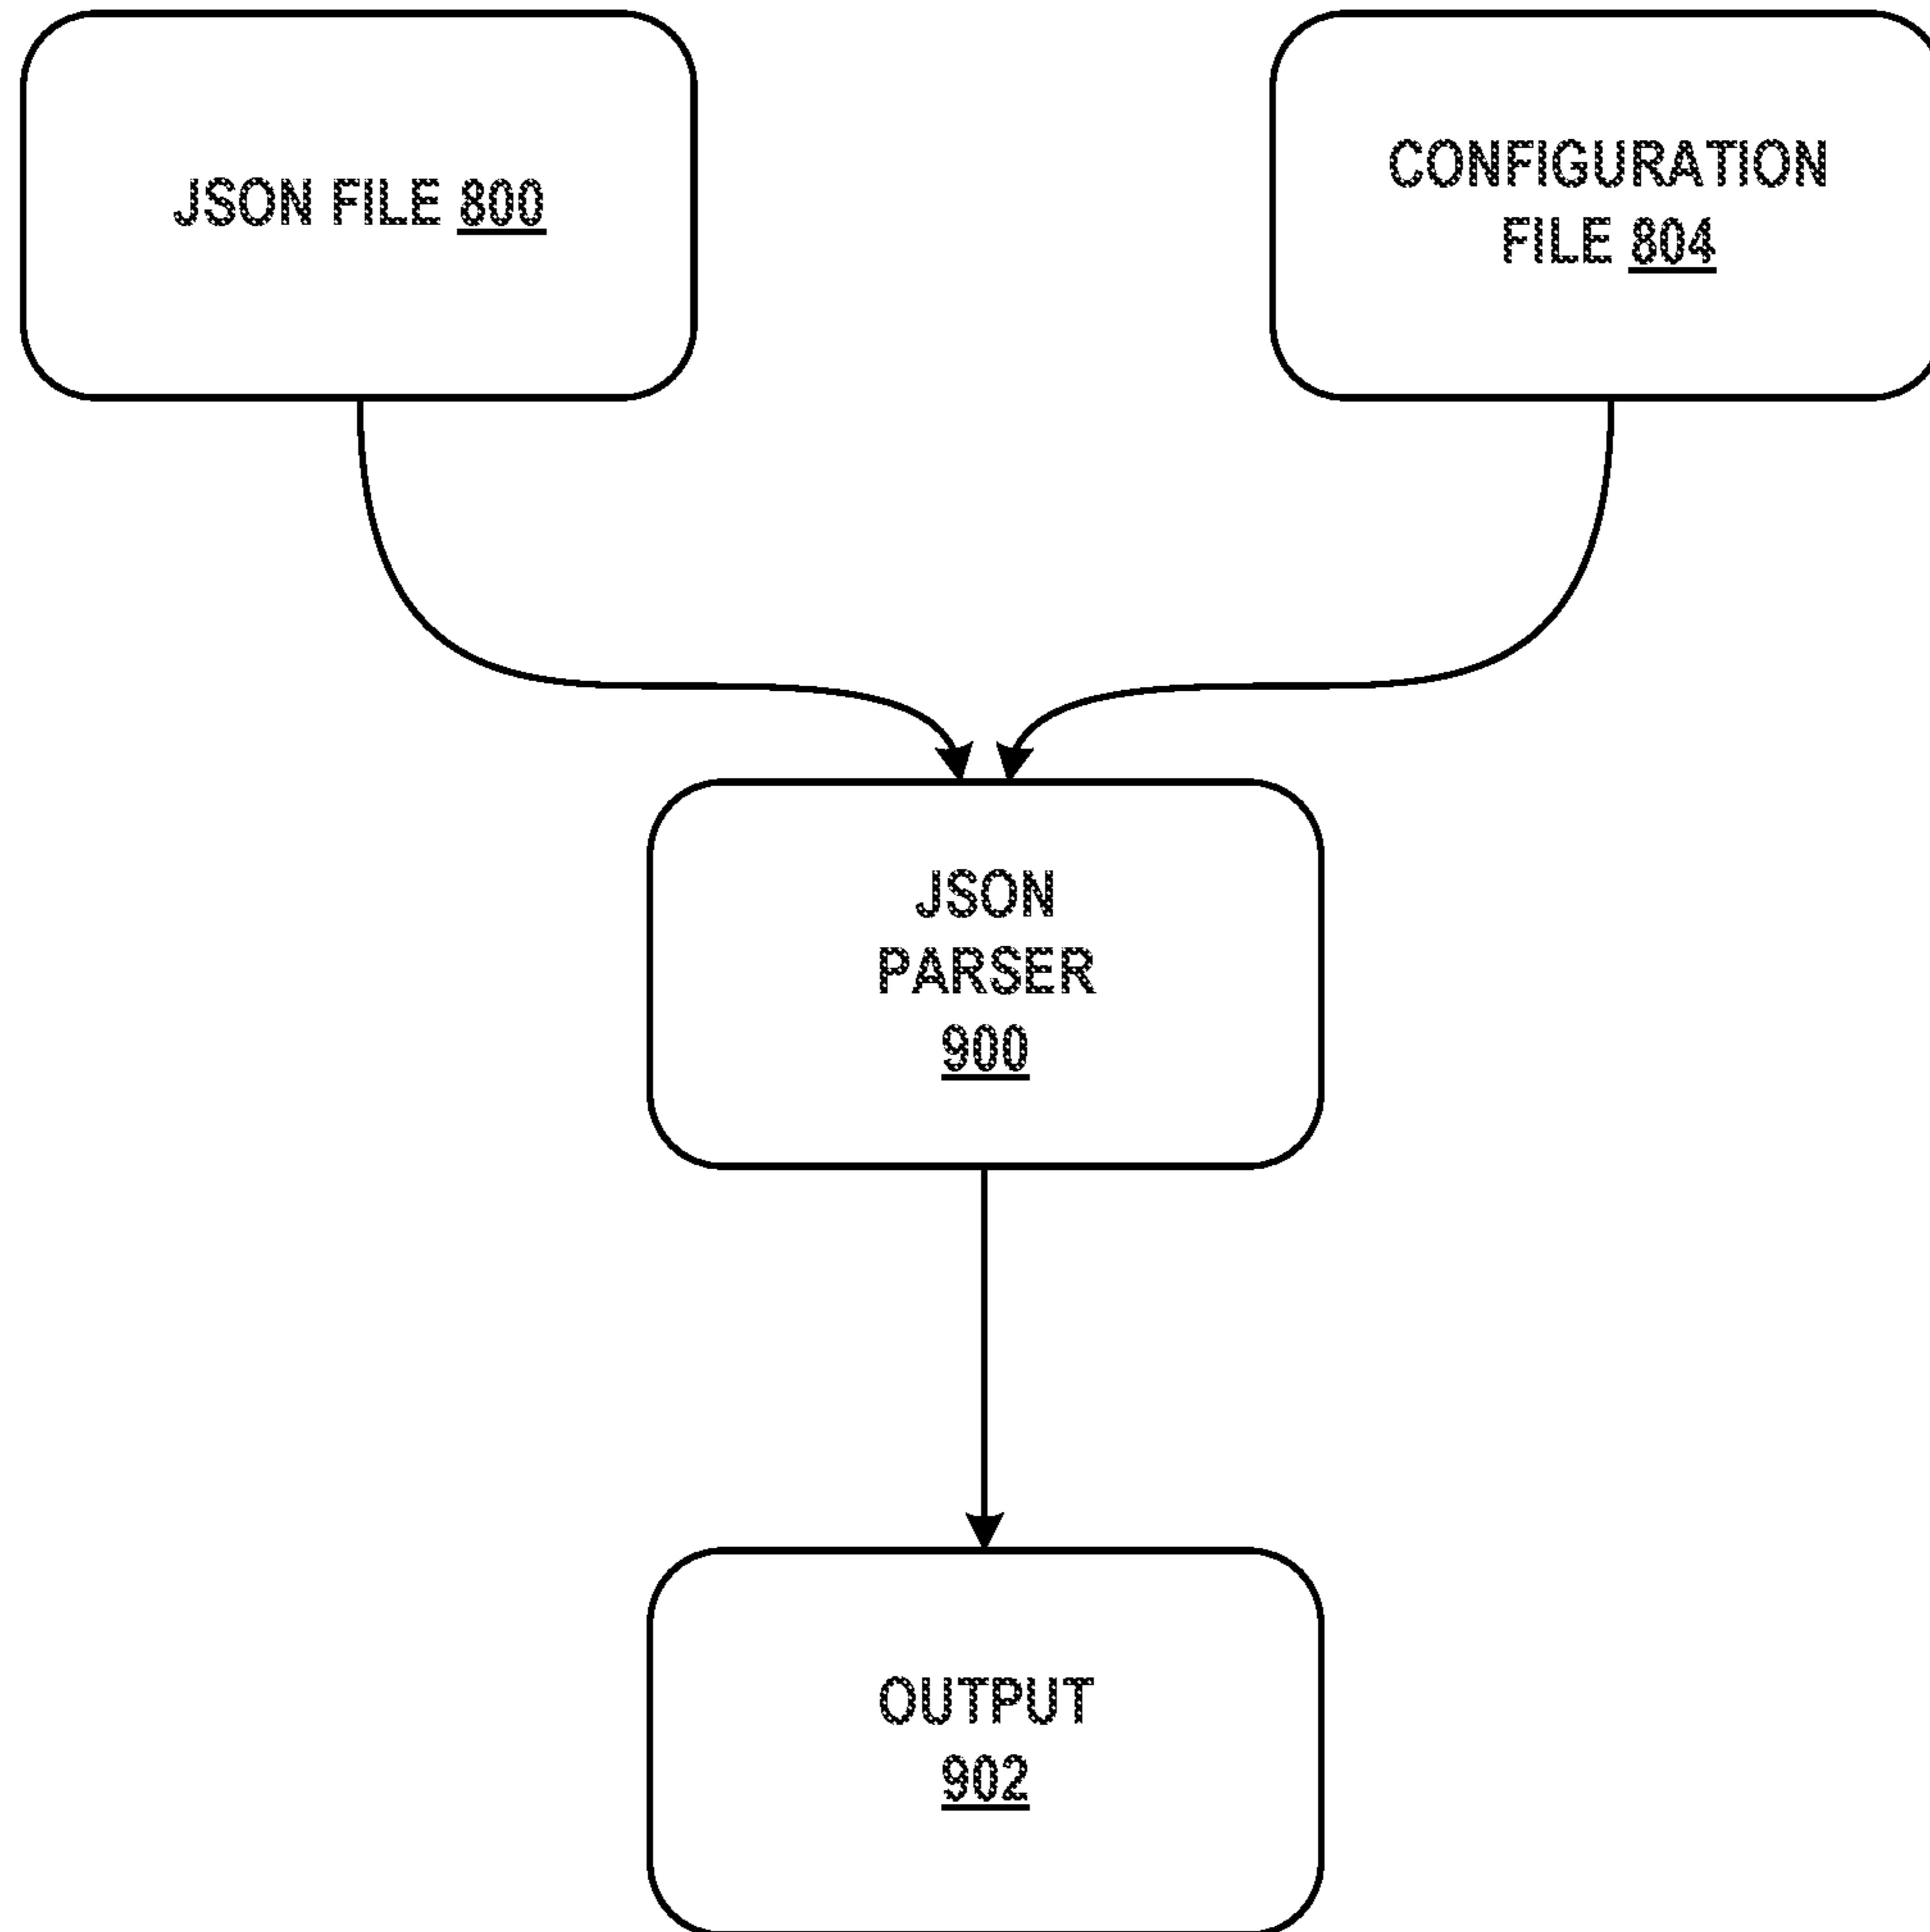 JSON FILE 800
CONFIGURATION
FILE 804
JSON
PARSER
900
OUTPUT
902